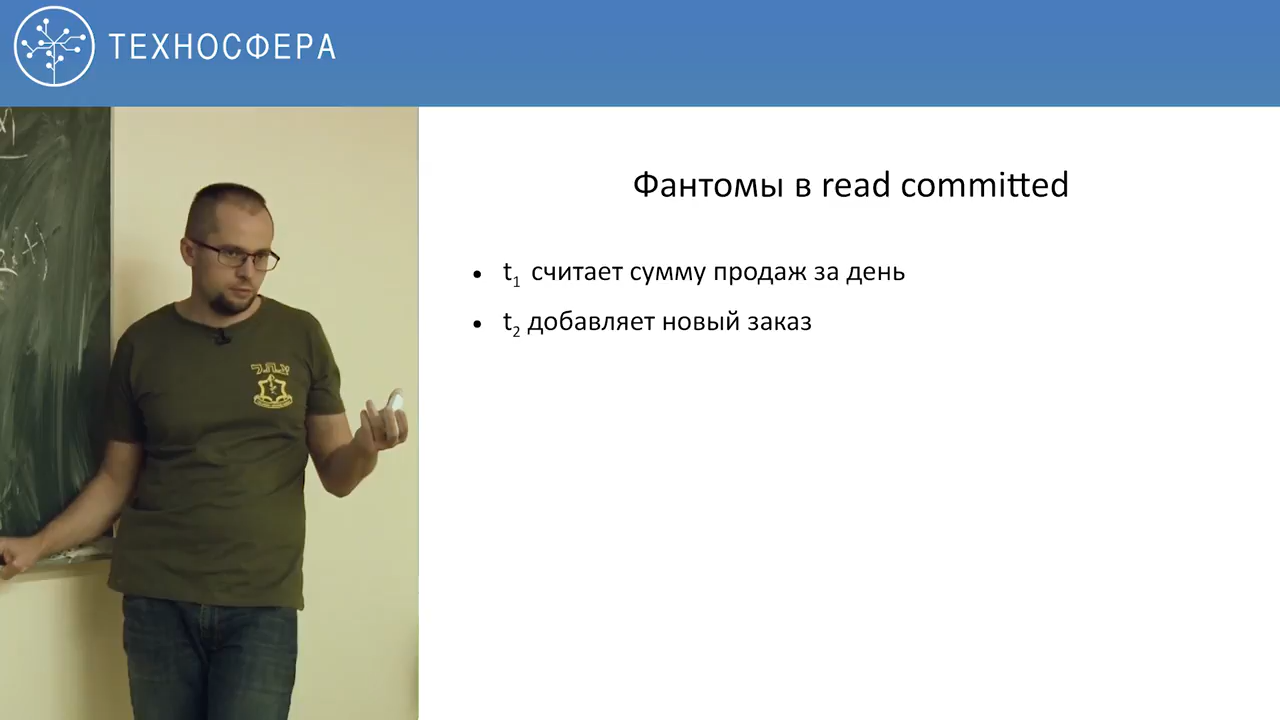 ТЕХНОСФЕРА
Фантомы в read committed
• t₁ считает сумму продаж за день
• t₂ добавляет новый заказ
צ.ה.ל